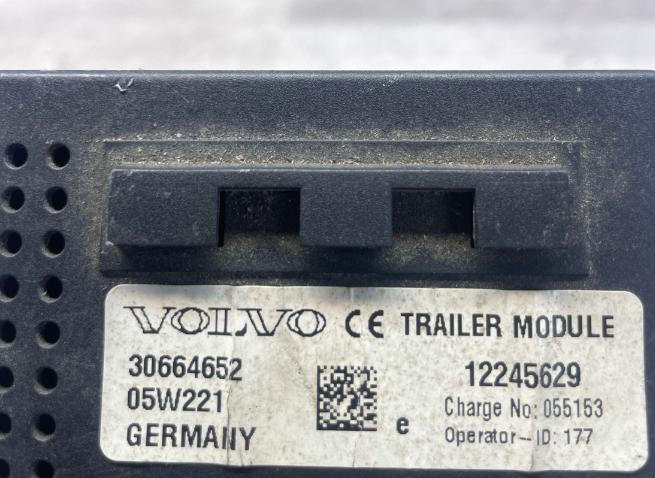 VOLVO CE TRAILER MODULE
30664652 12245629
05W221 Charge No: 055153
GERMANY e Operator-ID: 177